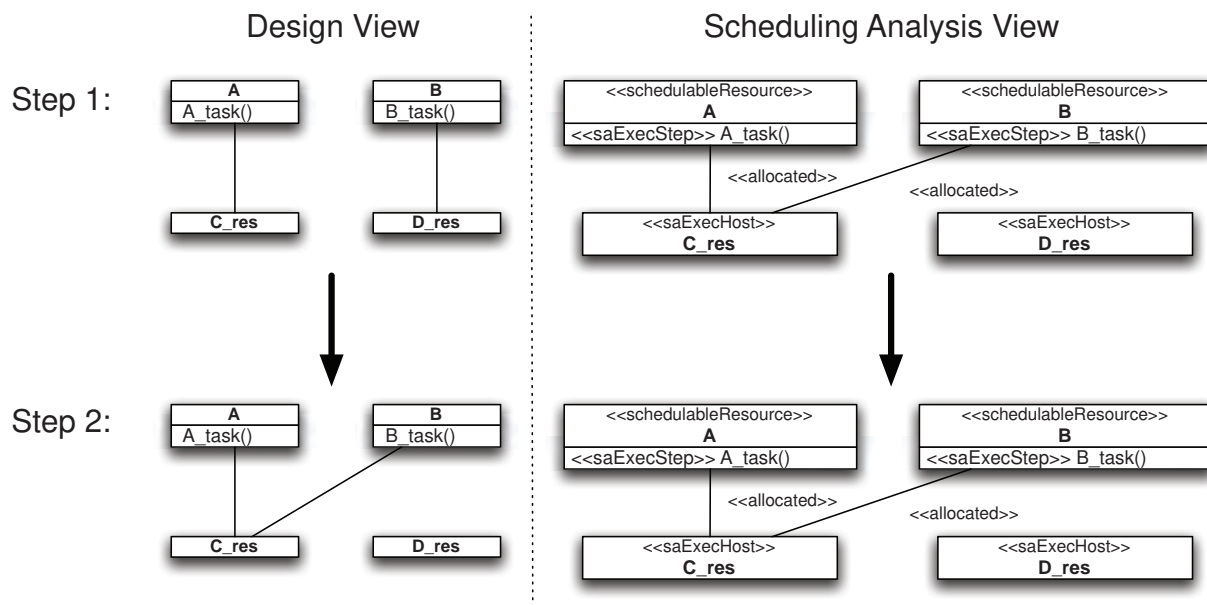 Design View
Scheduling Analysis View
Step 1:
A
A_task()
B
B_task()
C_res
D_res
<<schedulableResource>>
A
<<saExecStep>> A_task()
<<schedulableResource>>
B
<<saExecStep>> B_task()
<<allocated>>
<<allocated>>
<<saExecHost>>
C_res
<<saExecHost>>
D_res
Step 2:
A
A_task()
B
B_task()
C_res
D_res
<<schedulableResource>>
A
<<saExecStep>> A_task()
<<schedulableResource>>
B
<<saExecStep>> B_task()
<<allocated>>
<<allocated>>
<<saExecHost>>
C_res
<<saExecHost>>
D_res